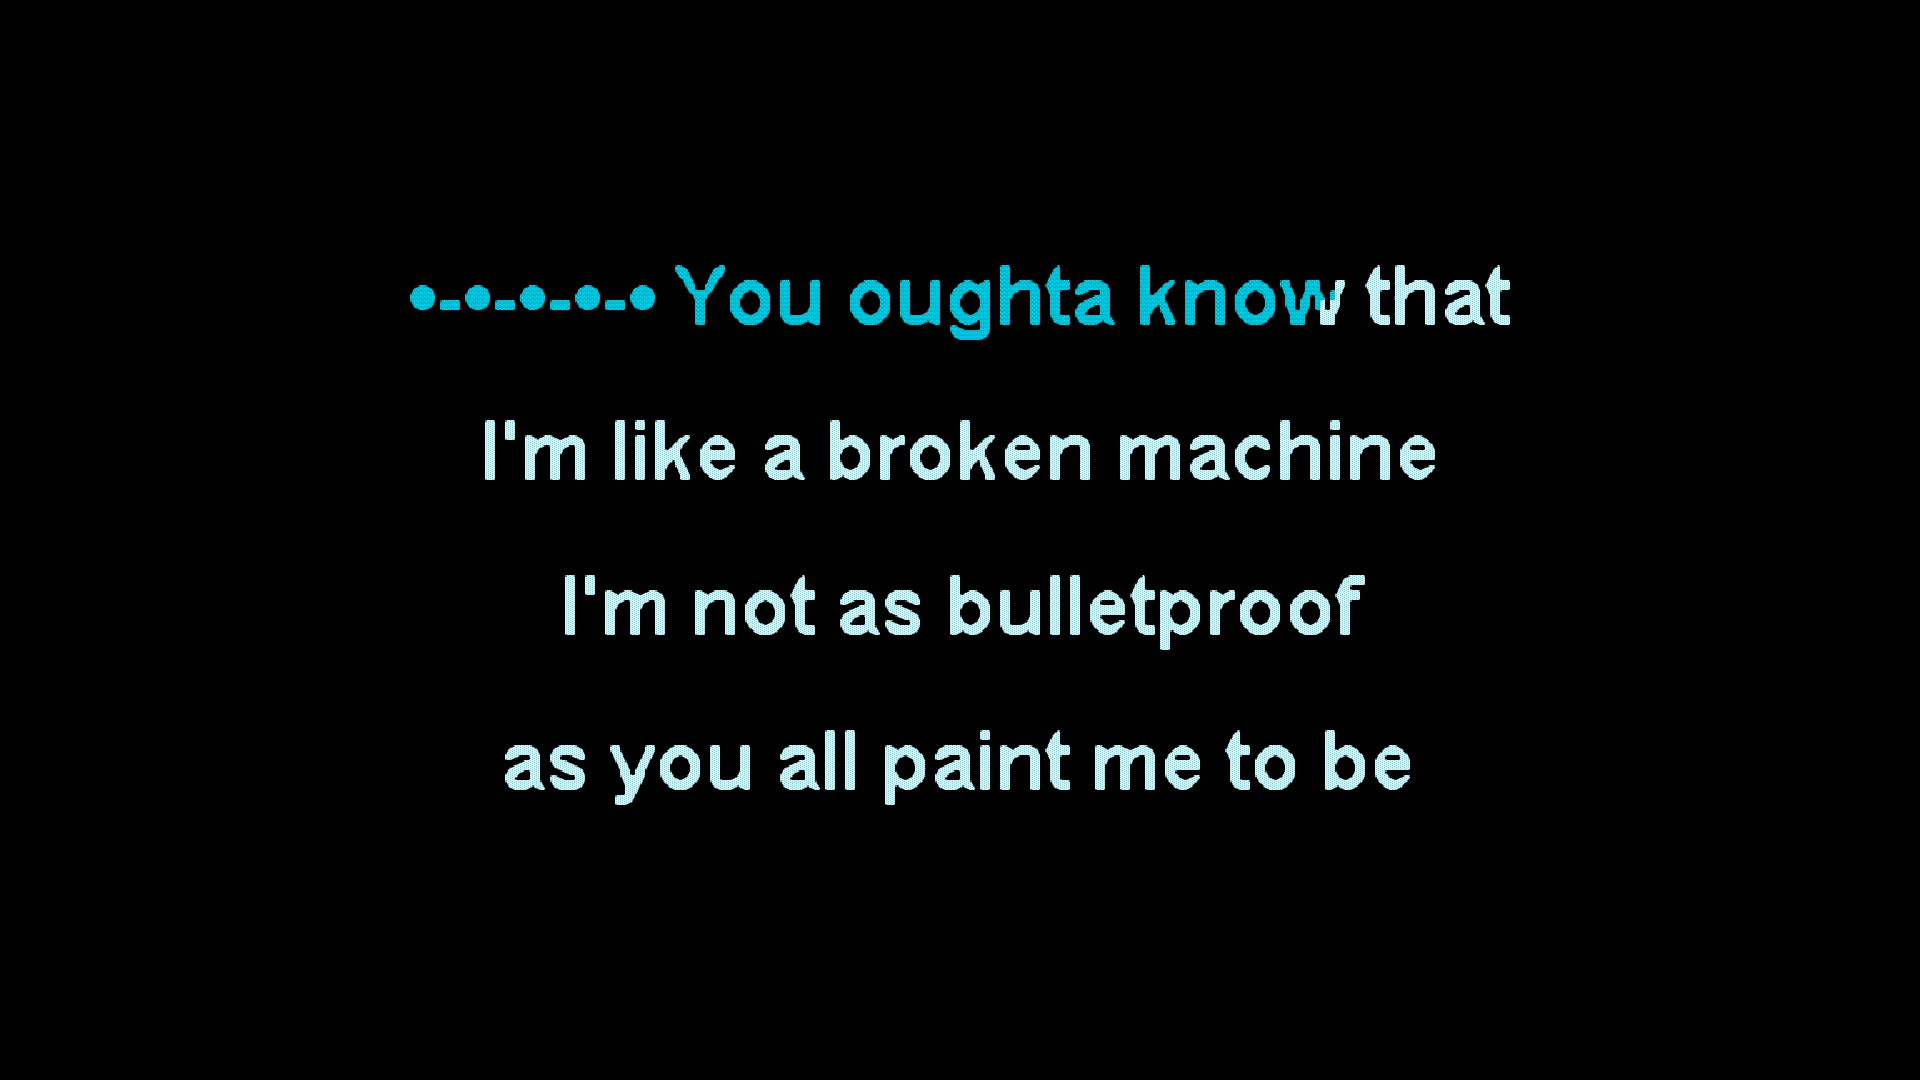 •-•-•-•-• You oughta know that
I'm like a broken machine
I'm not as bulletproof
as you all paint me to be